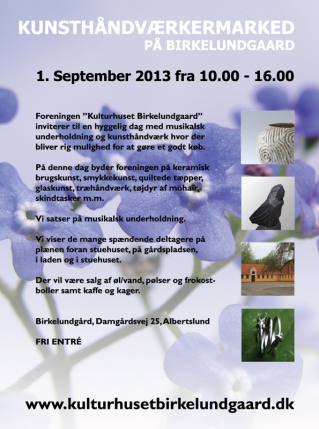 KUNSTHÅNDVÆRKERMARKED
PÅ BIRKELUNDGAARD
1. September 2013 fra 10.00 - 16.00
Foreningen "Kulturhuset Birkelundgaard"
inviterer til en hyggelig dag med musikalsk
underholdning og kunsthåndværk hvor der
bliver rig mulighed for at gøre et godt køb.
På denne dag byder foreningen på keramisk
brugskunst, smykkekunst, quiltede tæpper,
glaskunst, træhåndværk, tøjdyr af mohair,
skindtasker m.m.
Vi satser på musikalsk underholdning.
Vi viser de mange spændende deltagere på
plænen foran stuehuset, på gårdspladsen,
i laden og i stuehuset.
Der vil være salg af øl/vand, pølser og frokost-
boller samt kaffe og kager.
Birkelundgård, Damgårdsvej 25, Albertslund
FRI ENTRÉ
www.kulturhusetbirkelundgaard.dk